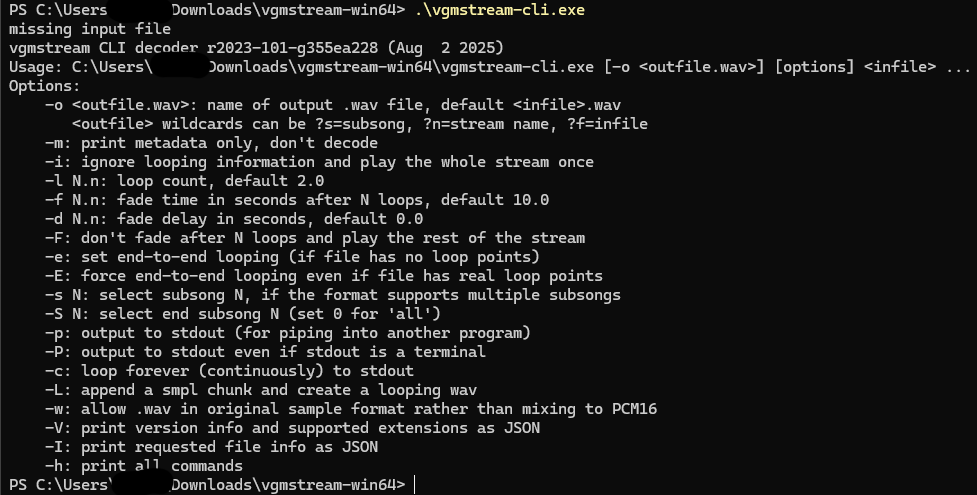 PS C:\Users Downloads\vgmstream-win64> .\vgmstream-cli.exe
missing input file
vgmstream CLI decoder r2023-101-g355ea228 (Aug  2 2025)
Usage: C:\Users\ Downloads\vgmstream-win64\vgmstream-cli.exe [-o <outfile.wav>] [options] <infile> ...
Options:
    -o <outfile.wav>: name of output .wav file, default <infile>.wav
       <outfile> wildcards can be ?s=subsong, ?n=stream name, ?f=infile
    -m: print metadata only, don't decode
    -i: ignore looping information and play the whole stream once
    -l N.n: loop count, default 2.0
    -f N.n: fade time in seconds after N loops, default 10.0
    -d N.n: fade delay in seconds, default 0.0
    -F: don't fade after N loops and play the rest of the stream
    -e: set end-to-end looping (if file has no loop points)
    -E: force end-to-end looping even if file has real loop points
    -s N: select subsong N, if the format supports multiple subsongs
    -S N: select end subsong N (set 0 for 'all')
    -p: output to stdout (for piping into another program)
    -P: output to stdout even if stdout is a terminal
    -c: loop forever (continuously) to stdout
    -L: append a smpl chunk and create a looping wav
    -w: allow .wav in original sample format rather than mixing to PCM16
    -V: print version info and supported extensions as JSON
    -I: print requested file info as JSON
    -h: print all commands
PS C:\Users Downloads\vgmstream-win64>